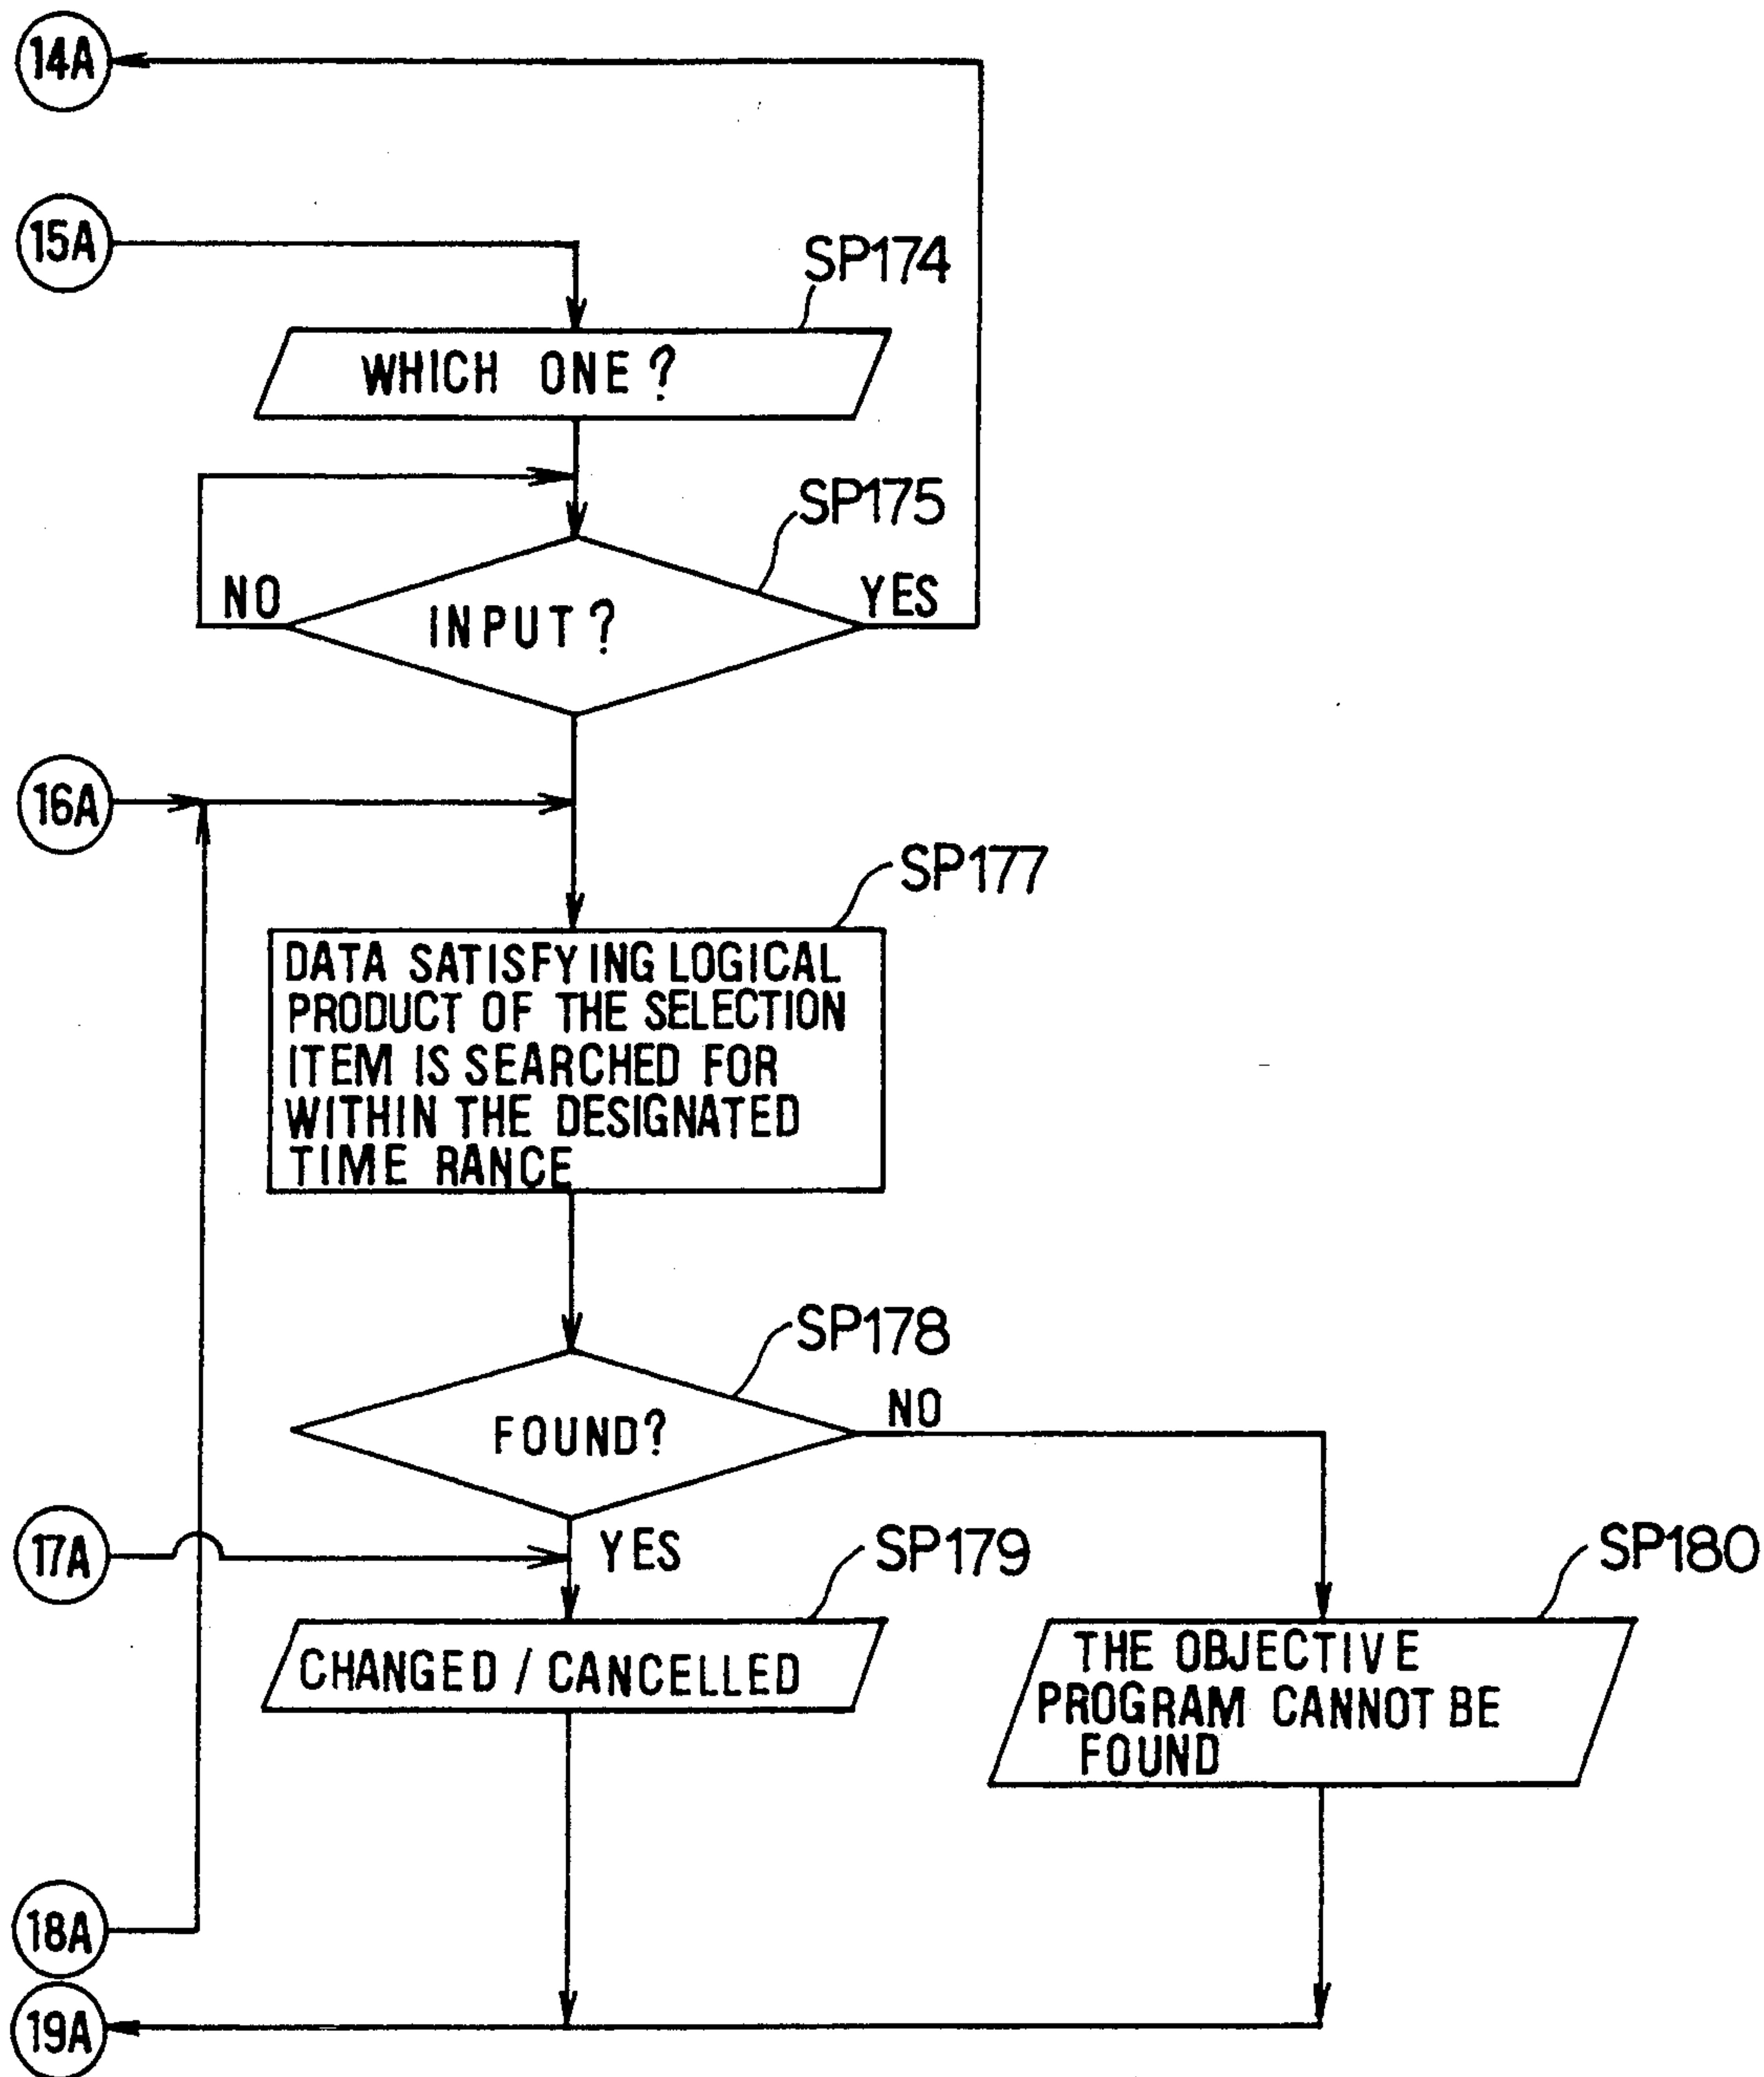 14A
15A
SP174
WHICH ONE?
SP175
NO
YES
INPUT?
16A
SP177
DATA SATISFYING LOGICAL
PRODUCT OF THE SELECTION
ITEM IS SEARCHED FOR
WITHIN THE DESIGNATED
TIME RANCE
SP178
NO
FOUND?
17A
YES
SP179
SP180
CHANGED / CANCELLED
THE OBJECTIVE
PROGRAM CANNOT BE
FOUND
18A
19A